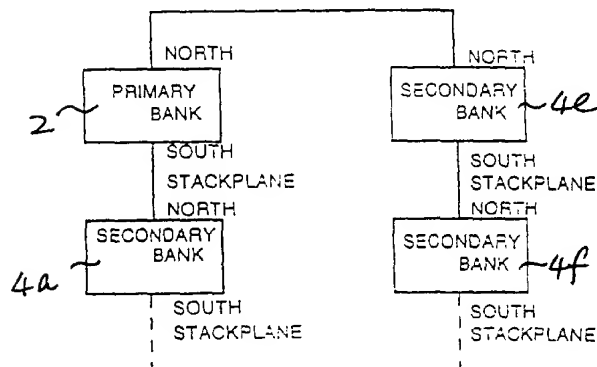 NORTH
NORTH
PRIMARY
BANK
2
SECONDARY
BANK
4e
SOUTH
STACKPLANE
NORTH
SOUTH
STACKPLANE
NORTH
SECONDARY
BANK
4a
SECONDARY
BANK
4f
SOUTH
STACKPLANE
SOUTH
STACKPLANE